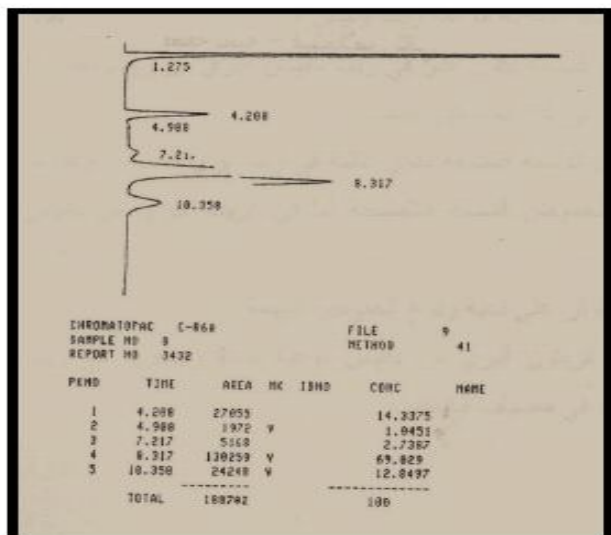 1.275
4.208
4.988
8.317
10.358
CHROMATOPAC C-R6A FILE 9
SAMPLE NO 0 METHOD 41
REPORT NO 3432
PKNO TIME AREA MK IDNO CONC NAME
1 4.208 27055 14.3375
2 4.988 1972 V 1.0451
3 7.217 5168 2.7387
4 8.317 130259 V 69.029
5 10.358 24248 V 12.8497
TOTAL 188702 100